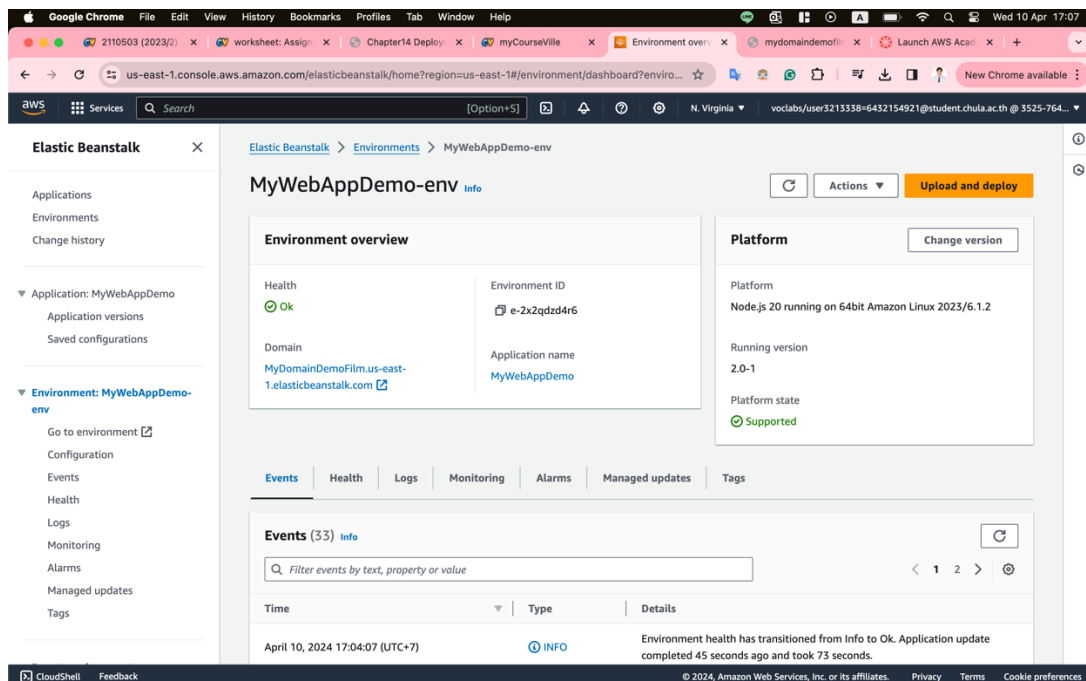 Google Chrome File Edit View History Bookmarks Profiles Tab Window Help A Wed 10 Apr 17:07
2110503 (2023/2) worksheet: Assign Chapter14 Deploy myCourseVille Environment over mydomaindemofil Launch AWS Acad
us-east-1.console.aws.amazon.com/elasticbeanstalk/home?region=us-east-1#/environment/dashboard?enviro... New Chrome available
aws Services Search [Option+S] N. Virginia voclabs/user3213338=6432154921@student.chula.ac.th @ 3525-764...
Elastic Beanstalk
Applications
Environments
Change history
Application: MyWebAppDemo
Application versions
Saved configurations
Environment: MyWebAppDemo-
env
Go to environment
Configuration
Events
Health
Logs
Monitoring
Alarms
Managed updates
Tags
Elastic Beanstalk > Environments > MyWebAppDemo-env
MyWebAppDemo-env Info
Actions Upload and deploy
Environment overview
Health
Ok
Domain
MyDomainDemoFilm.us-east-
1.elasticbeanstalk.com
Environment ID
e-2x2qdzd4r6
Application name
MyWebAppDemo
Platform Change version
Platform
Node.js 20 running on 64bit Amazon Linux 2023/6.1.2
Running version
2.0-1
Platform state
Supported
Events Health Logs Monitoring Alarms Managed updates Tags
Events (33) Info
Filter events by text, property or value
1 2
Time Type Details
April 10, 2024 17:04:07 (UTC+7) INFO Environment health has transitioned from Info to Ok. Application update
completed 45 seconds ago and took 73 seconds.
CloudShell Feedback © 2024, Amazon Web Services, Inc. or its affiliates. Privacy Terms Cookie preferences